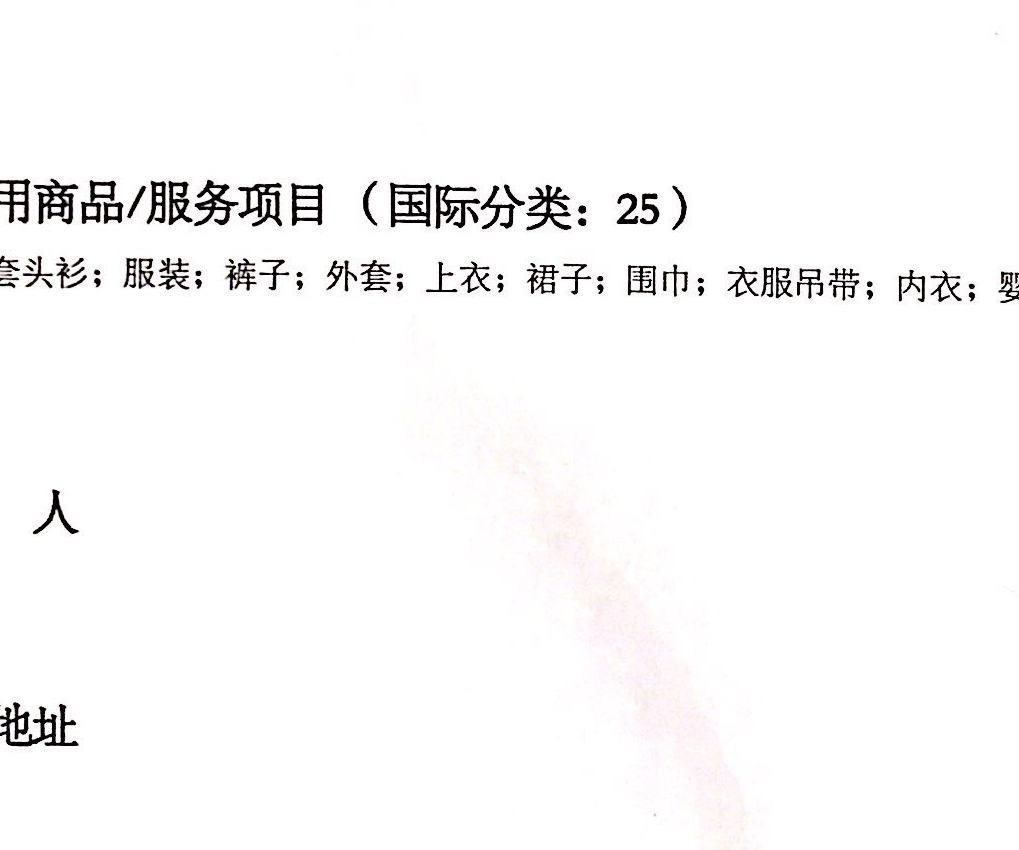 用商品/服务项目（国际分类：25）
套头衫；服装；裤子；外套；上衣；裙子；围巾；衣服吊带；内衣；婴
人
地址